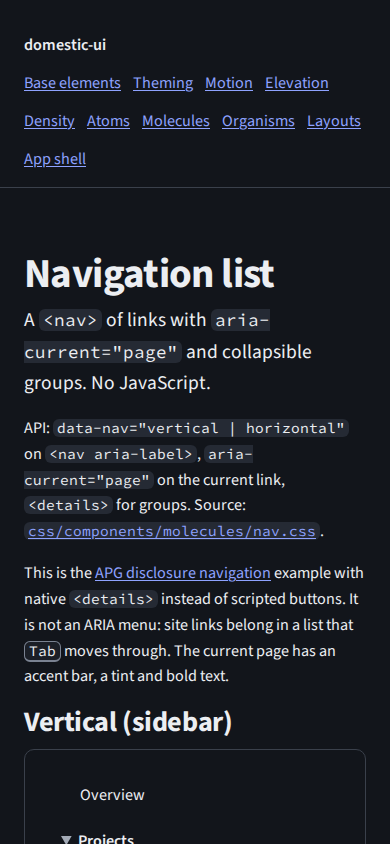 domestic-ui
Base elements Theming Motion Elevation
Density Atoms Molecules Organisms Layouts
App shell
Navigation list
A <nav> of links with aria-
current="page" and collapsible
groups. No JavaScript.
API: data-nav="vertical | horizontal"
on <nav aria-label>, aria-
current="page" on the current link,
<details> for groups. Source:
css/components/molecules/nav.css.
This is the APG disclosure navigation example with
native <details> instead of scripted buttons. It
is not an ARIA menu: site links belong in a list that
Tab moves through. The current page has an
accent bar, a tint and bold text.
Vertical (sidebar)
Overview
Projects